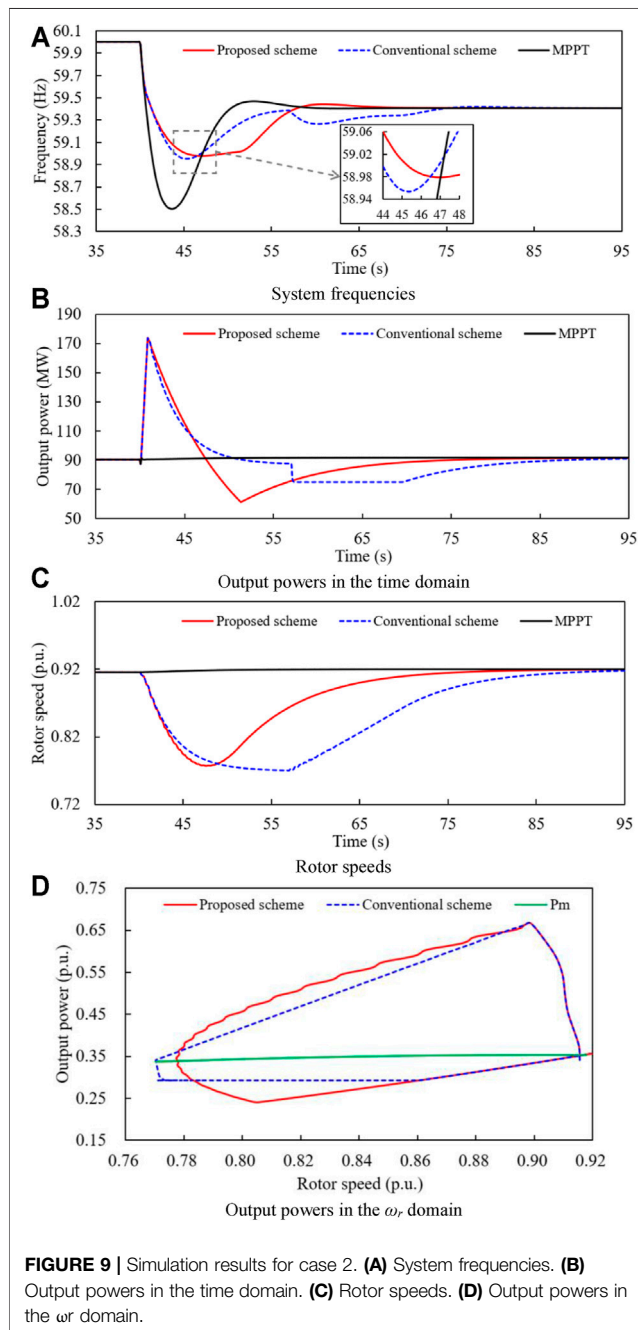 A
Proposed scheme
Conventional scheme
MPPT
Frequency (Hz)
60.1
59.9
59.7
59.5
59.3
59.1
58.9
58.7
58.5
58.3
59.06
59.02
58.98
58.94
44 45 46 47 48
35 45 55 65 75 85 95
Time (s)
System frequencies
B
Proposed scheme
Conventional scheme
MPPT
Output power (MW)
190
170
150
130
110
90
70
50
35 45 55 65 75 85 95
Time (s)
Output powers in the time domain
C
Proposed scheme
Conventional scheme
MPPT
Rotor speed (p.u.)
1.02
0.92
0.82
0.72
35 45 55 65 75 85 95
Time (s)
Rotor speeds
D
Proposed scheme
Conventional scheme
Pm
Output power (p.u.)
0.75
0.65
0.55
0.45
0.35
0.25
0.15
0.76 0.78 0.80 0.82 0.84 0.86 0.88 0.90 0.92
Rotor speed (p.u.)
Output powers in the ωr domain
FIGURE 9 | Simulation results for case 2. (A) System frequencies. (B)
Output powers in the time domain. (C) Rotor speeds. (D) Output powers in
the ωr domain.